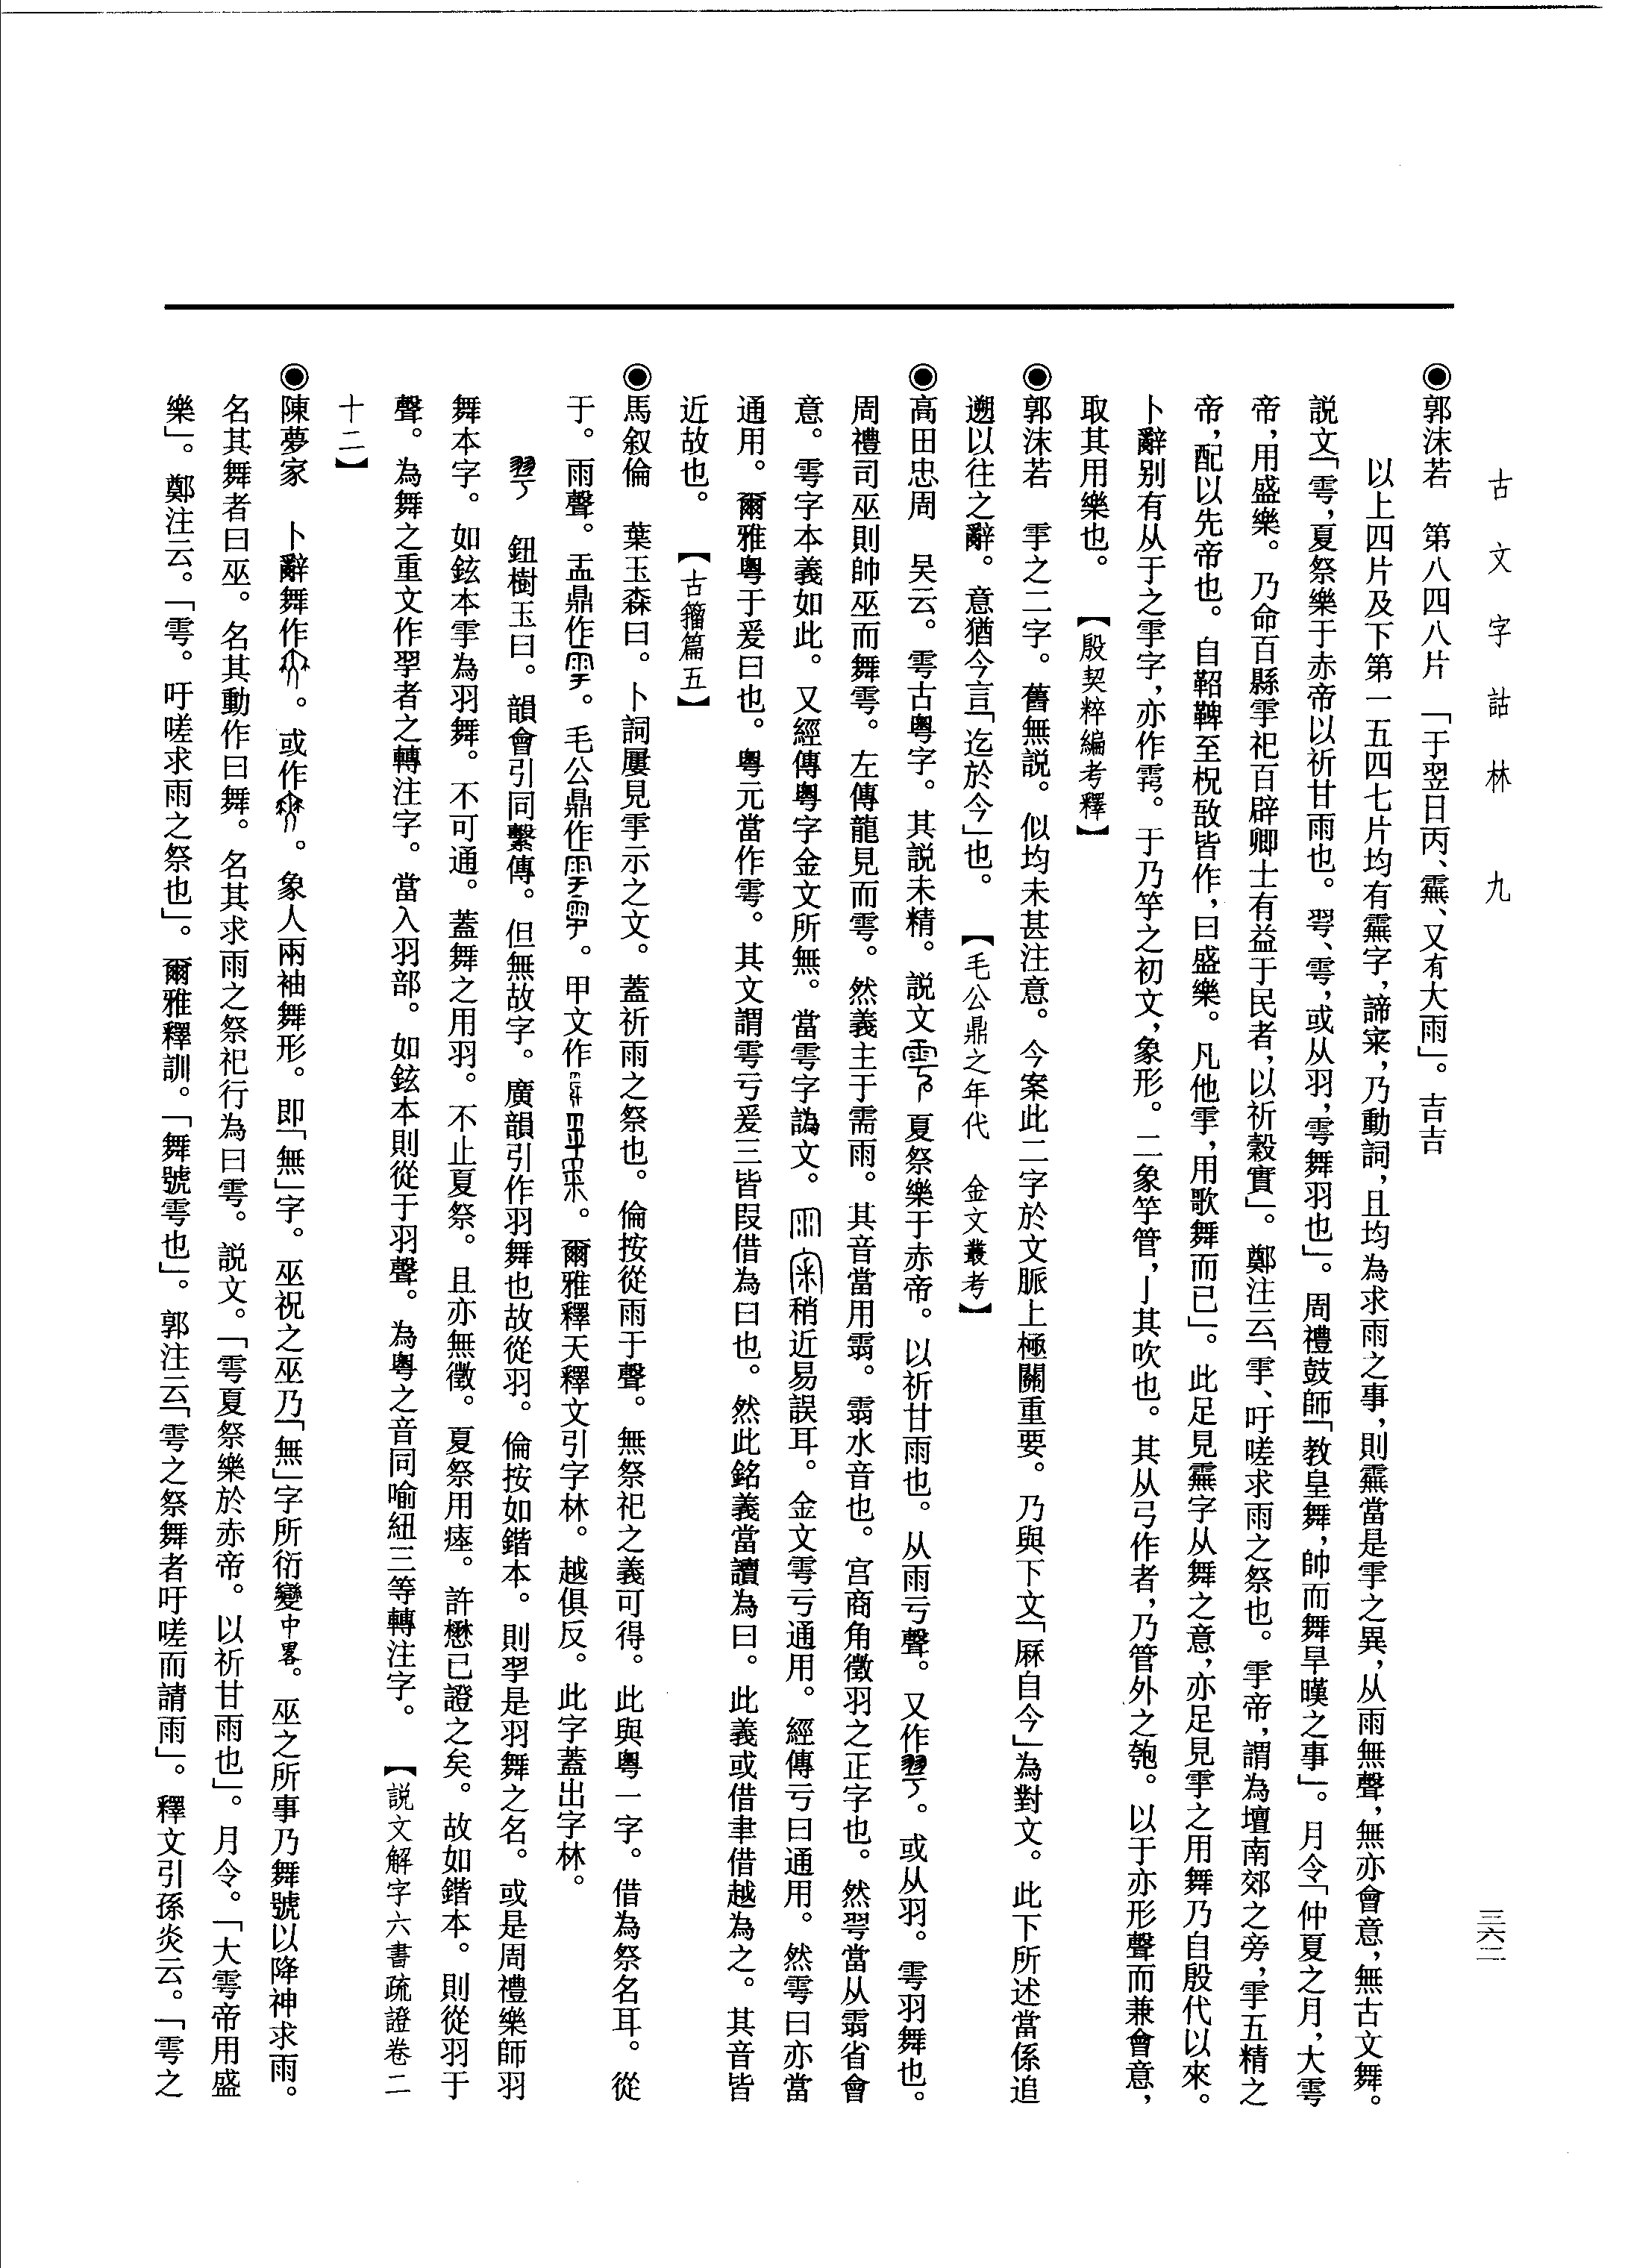 古文字詁林 九
三六二
◉郭沫若　第八四八片　「于翌日丙、霖、又有大雨」。吉吉
以上四片及下第一五四七片均有字，諦宷，乃動詞，且均為求雨之事，則當是雩之異，从雨無聲，無亦會意，無古文舞。
説文「雩，夏祭樂于赤帝以祈甘雨也。䍣、雩，或从羽，雩舞羽也」。周禮鼓師「教皇舞，帥而舞旱暵之事」。月令「仲夏之月，大雩
帝，用盛樂。乃命百縣雩祀百辟卿士有益于民者，以祈穀實」。鄭注云「雩、吁嗟求雨之祭也。雩帝，謂為壇南郊之旁，雩五精之
帝，配以先帝也。自鞀鞞至柷敔皆作，曰盛樂。凡他雩，用歌舞而已」。此足見字从舞之意，亦足見雩之用舞乃自殷代以來。
卜辭别有从于之雩字，亦作。于乃竽之初文，象形。二象竽管，亅其吹也。其从弓作者，乃管外之匏。以于亦形聲而兼會意，
取其用樂也。　【殷契粹編考釋】
◉郭沫若　雩之二字。舊無説。似均未甚注意。今案此二字於文脈上極關重要。乃與下文「厤自今」為對文。此下所述當係追
遡以往之辭。意猶今言「迄於今」也。　【毛公鼎之年代　金文叢考】
◉高田忠周　吴云。雩古粵字。其説未精。説文。夏祭樂于赤帝。以祈甘雨也。从雨亏聲。又作。或从羽。雩羽舞也。
周禮司巫則帥巫而舞雩。左傳龍見而雩。然義主于需雨。其音當用䨒。䨒水音也。宫商角徵羽之正字也。然䍣當从䨒省會
意。雩字本義如此。又經傳粵字金文所無。當雩字譌文。稍近易誤耳。金文雩亏通用。經傳亏曰通用。然雩曰亦當
通用。爾雅粵于爰曰也。粵元當作雩。其文謂雩亏爰三皆叚借為曰也。然此銘義當讀為曰。此義或借聿借越為之。其音皆
近故也。　【古籀篇五】
◉馬叙倫　葉玉森曰。卜詞屢見雩示之文。蓋祈雨之祭也。倫按從雨于聲。無祭祀之義可得。此與粵一字。借為祭名耳。從
于。雨聲。盂鼎作。毛公鼎作。甲文作。爾雅釋天釋文引字林。越俱反。此字蓋出字林。
鈕樹玉曰。韻會引同繫傳。但無故字。廣韻引作羽舞也故從羽。倫按如鍇本。則䍣是羽舞之名。或是周禮樂師羽
舞本字。如鉉本雩為羽舞。不可通。蓋舞之用羽。不止夏祭。且亦無徵。夏祭用㻎。許懋已證之矣。故如鍇本。則從羽于
聲。為舞之重文作䍣者之轉注字。當入羽部。如鉉本則從于羽聲。為粵之音同喻紐三等轉注字。　【説文解字六書疏證卷二
十二】
◉陳夢家　卜辭舞作。或作。象人兩袖舞形。即「無」字。巫祝之巫乃「無」字所衍變中畧。巫之所事乃舞號以降神求雨。
名其舞者曰巫。名其動作曰舞。名其求雨之祭祀行為曰雩。説文。「雩夏祭樂於赤帝。以祈甘雨也」。月令。「大雩帝用盛
樂」。鄭注云。「雩。吁嗟求雨之祭也」。爾雅釋訓。「舞號雩也」。郭注云「雩之祭舞者吁嗟而請雨」。釋文引孫炎云。「雩之